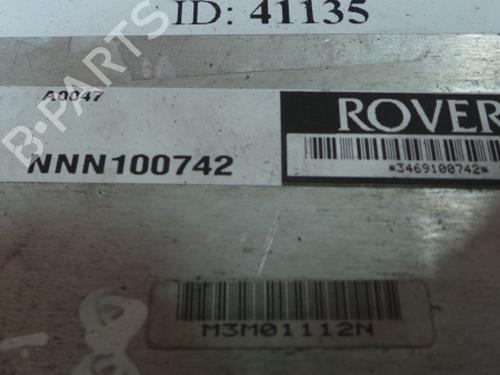 ID: 41135
A0047
ROVER
NNN100742
*3469100742*
M3M01112N
B-PARTS